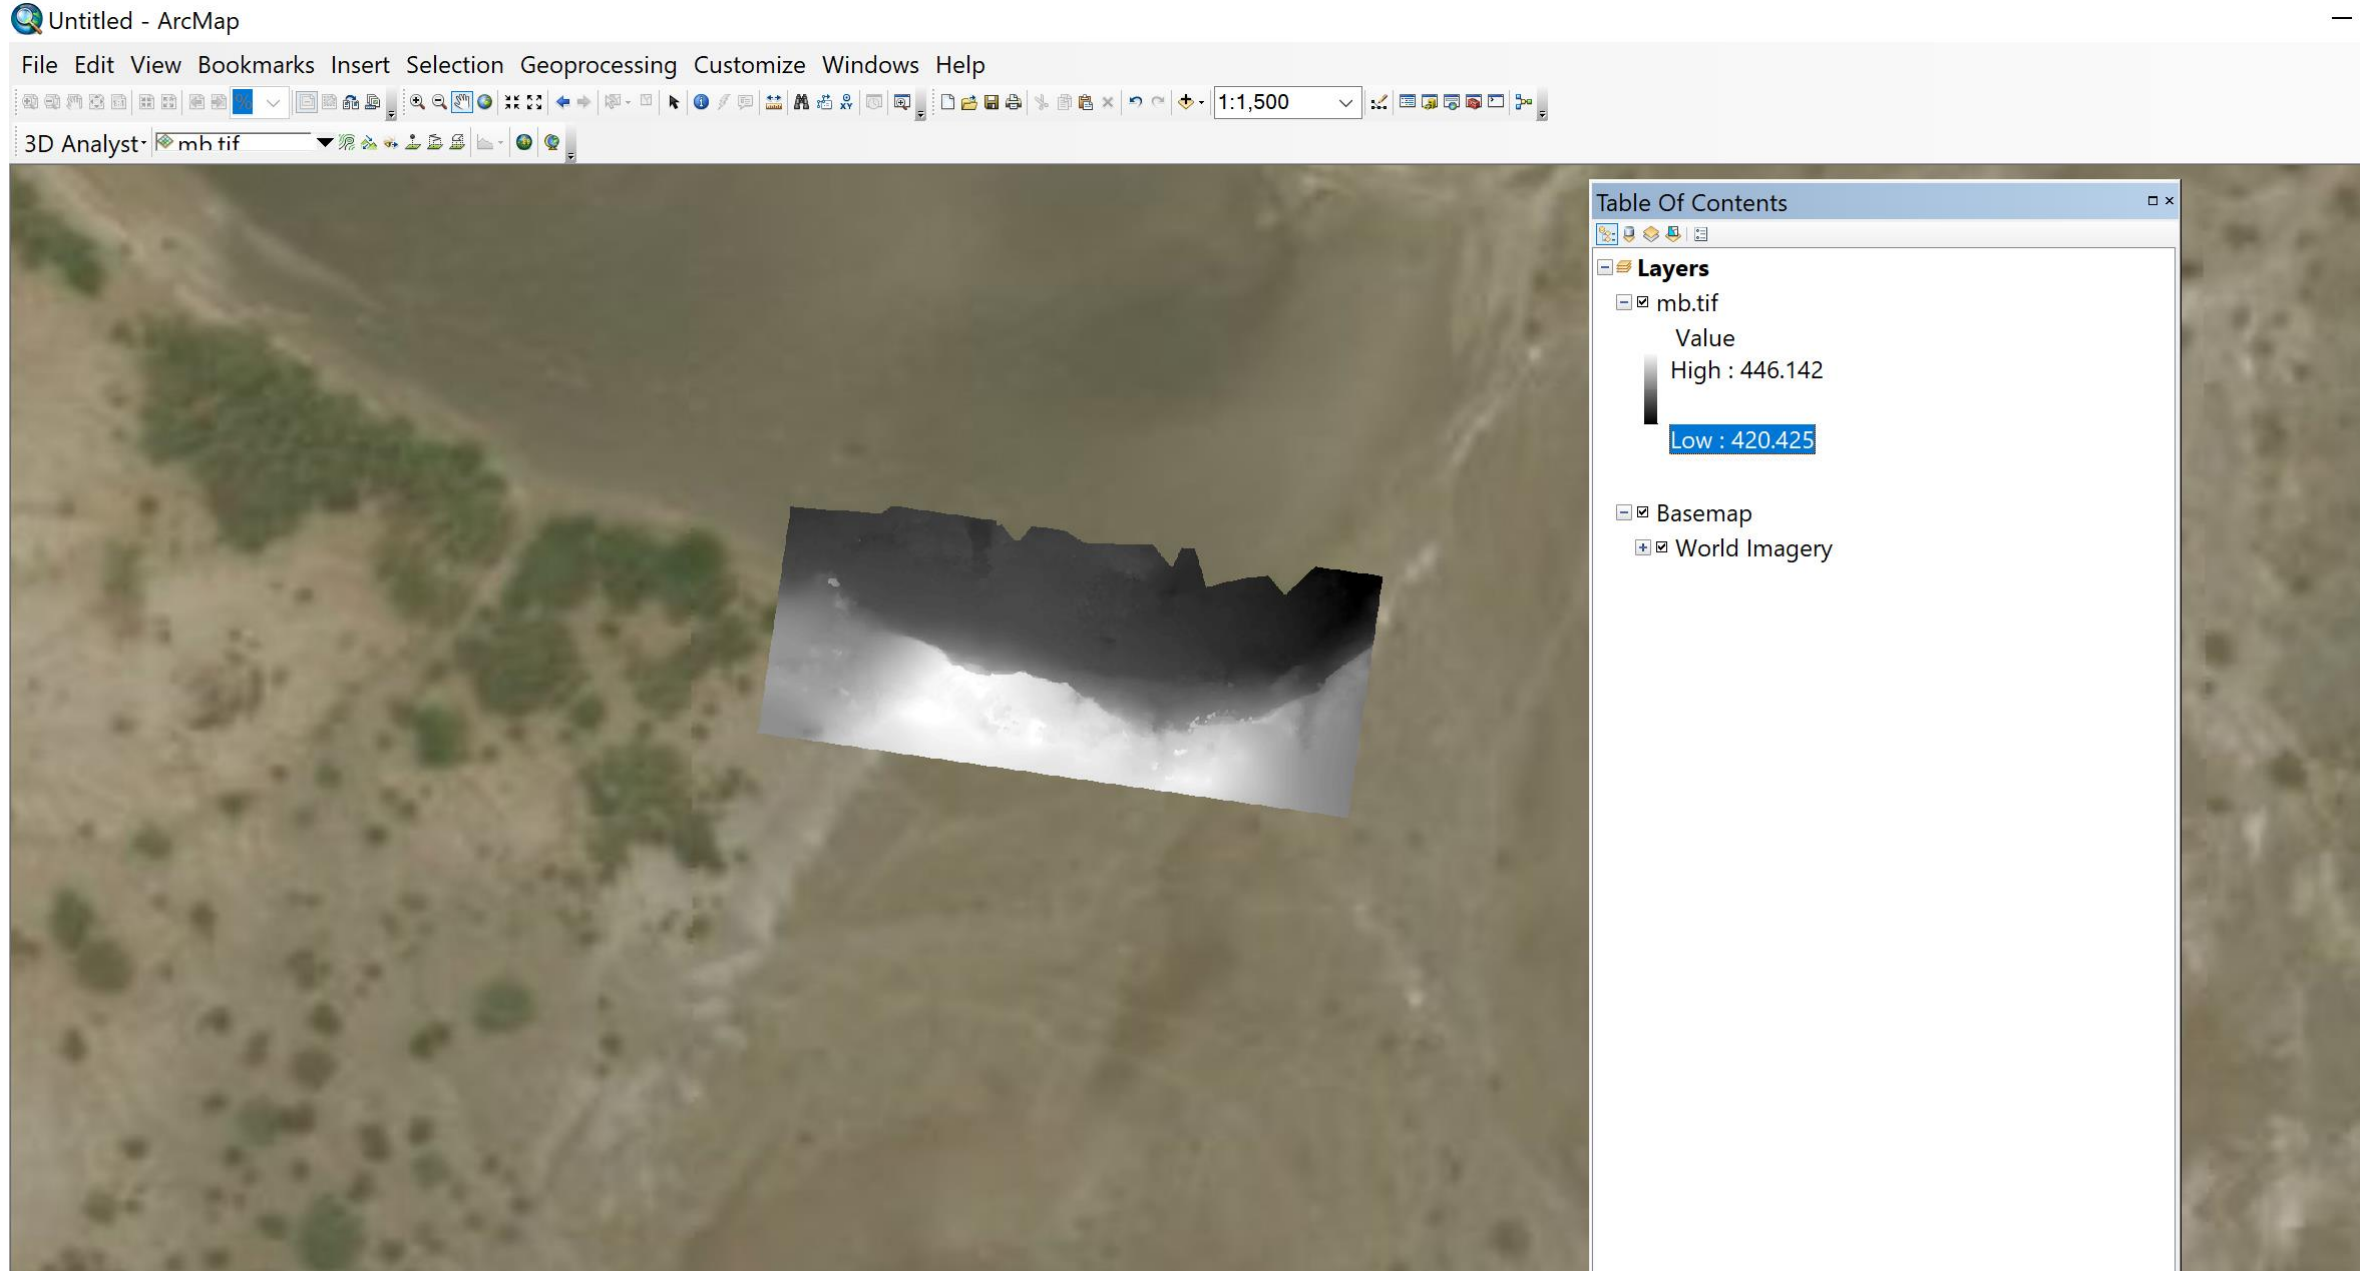 Untitled - ArcMap
File Edit View Bookmarks Insert Selection Geoprocessing Customize Windows Help
1:1,500
3D Analyst mb.tif
Table Of Contents
Layers
mb.tif
Value
High : 446.142
Low : 420.425
Basemap
World Imagery